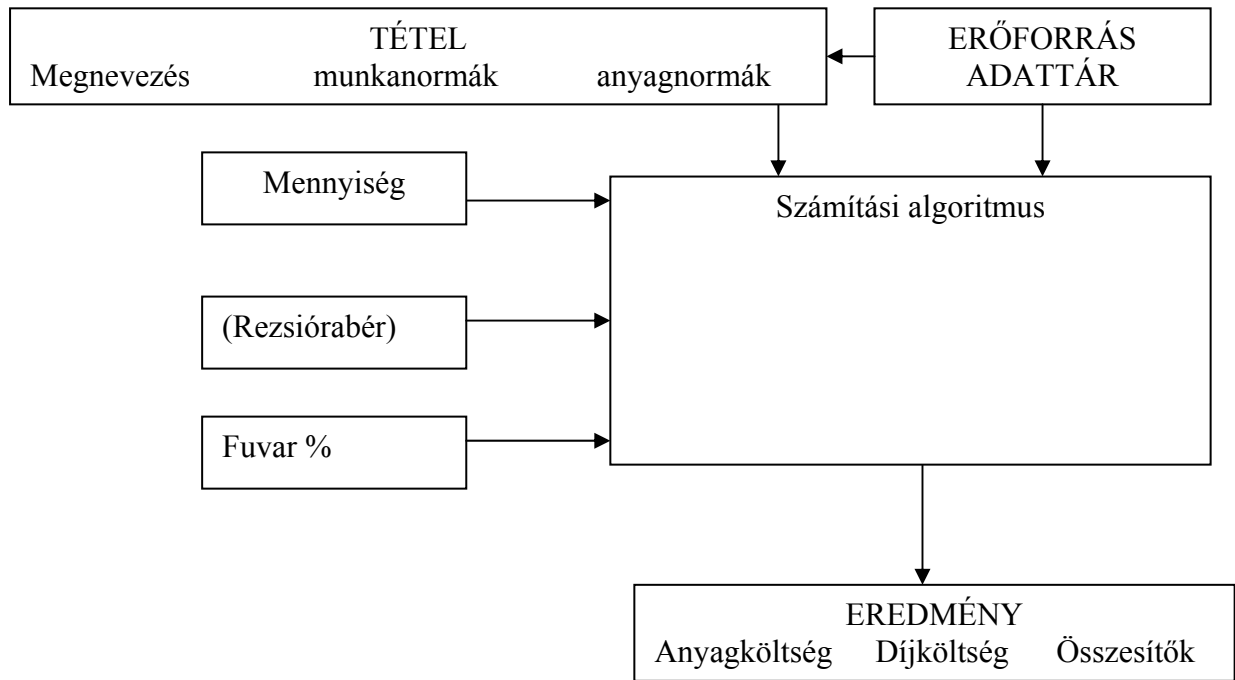 TÉTEL
Megnevezés munkanormák anyagnormák
ERŐFORRÁS
ADATTÁR
Mennyiség
Számítási algoritmus
(Rezsiórabér)
Fuvar %
EREDMÉNY
Anyagköltség Díjköltség Összesítők